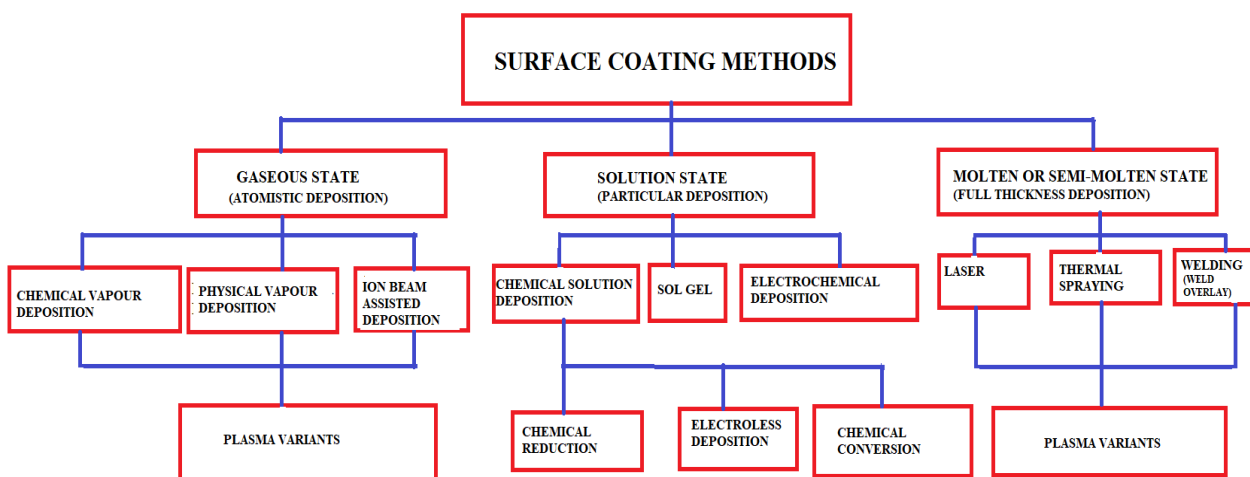 SURFACE COATING METHODS
GASEOUS STATE
(ATOMISTIC DEPOSITION)
SOLUTION STATE
(PARTICULAR DEPOSITION)
MOLTEN OR SEMI-MOLTEN STATE
(FULL THICKNESS DEPOSITION)
CHEMICAL VAPOUR
DEPOSITION
PHYSICAL VAPOUR
DEPOSITION
ION BEAM
ASSISTED
DEPOSITION
CHEMICAL SOLUTION
DEPOSITION
SOL GEL
ELECTROCHEMICAL
DEPOSITION
LASER
THERMAL
SPRAYING
WELDING
(WELD
OVERLAY)
PLASMA VARIANTS
CHEMICAL
REDUCTION
ELECTROLESS
DEPOSITION
CHEMICAL
CONVERSION
PLASMA VARIANTS